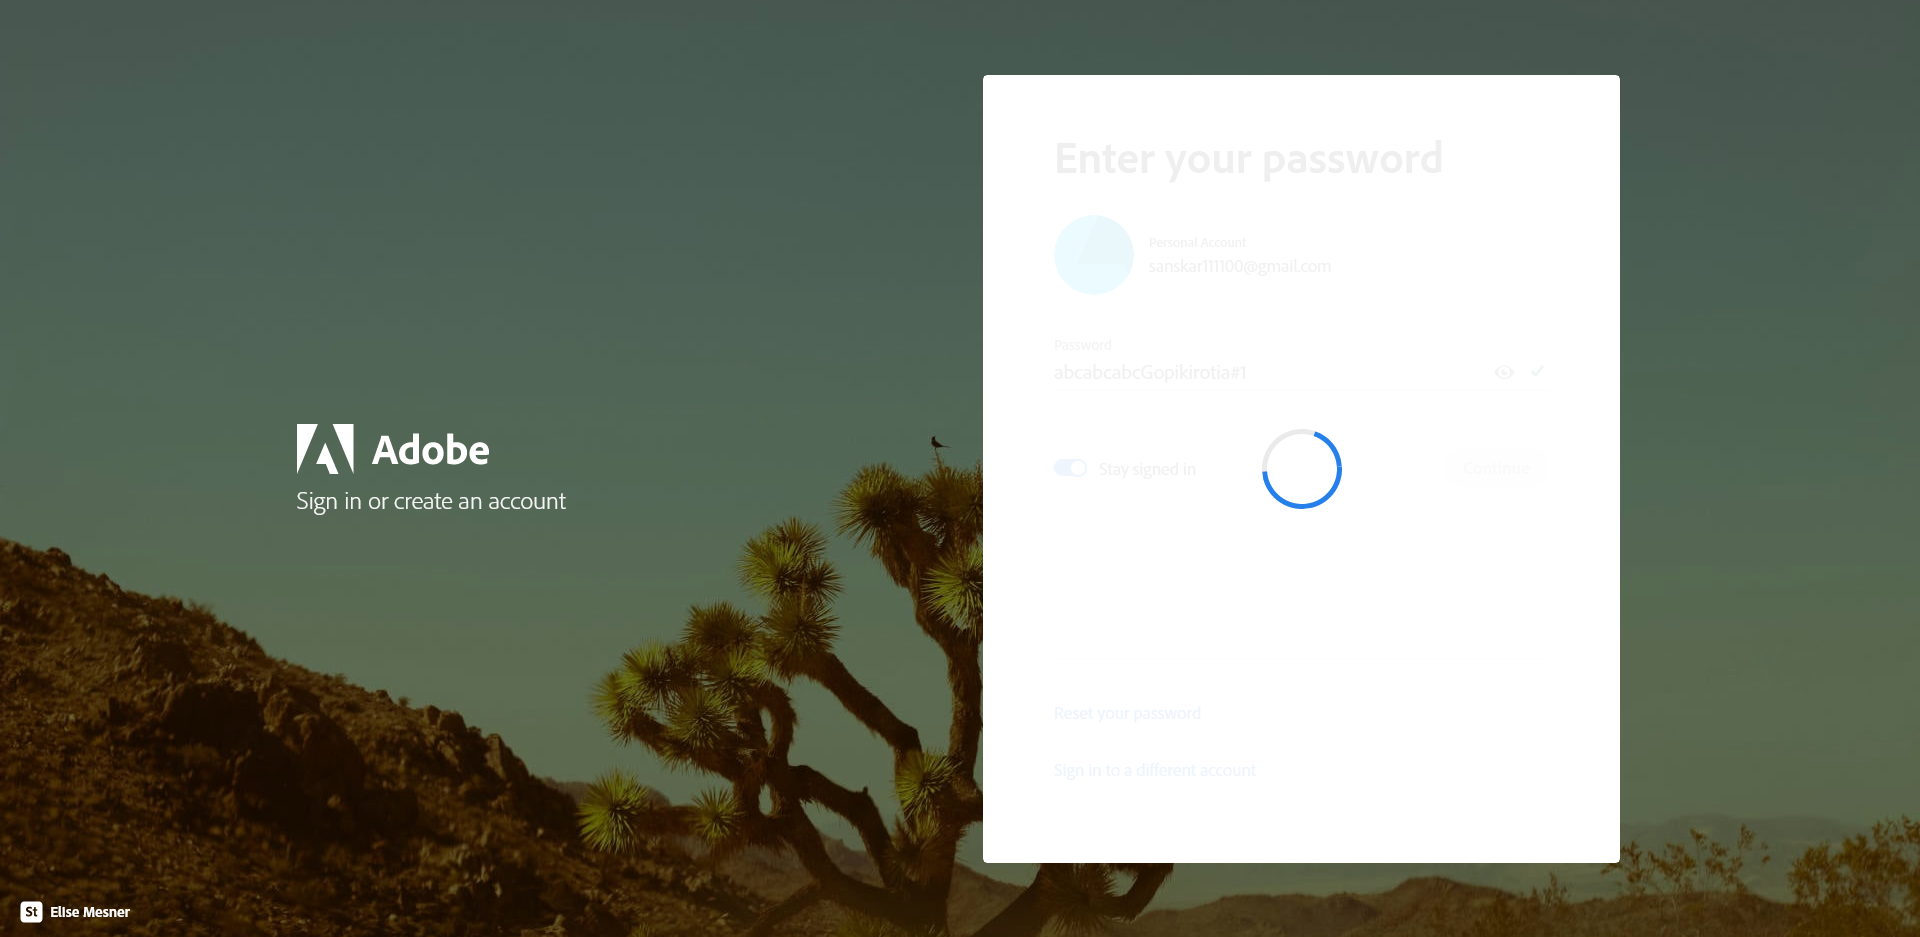 Adobe
Sign in or create an account
Enter your password
Personal Account
sanskar111100@gmail.com
Password
abcabcabcGopikirotia#1
Stay signed in
Continue
Reset your password
Sign in to a different account
St Elise Mesner